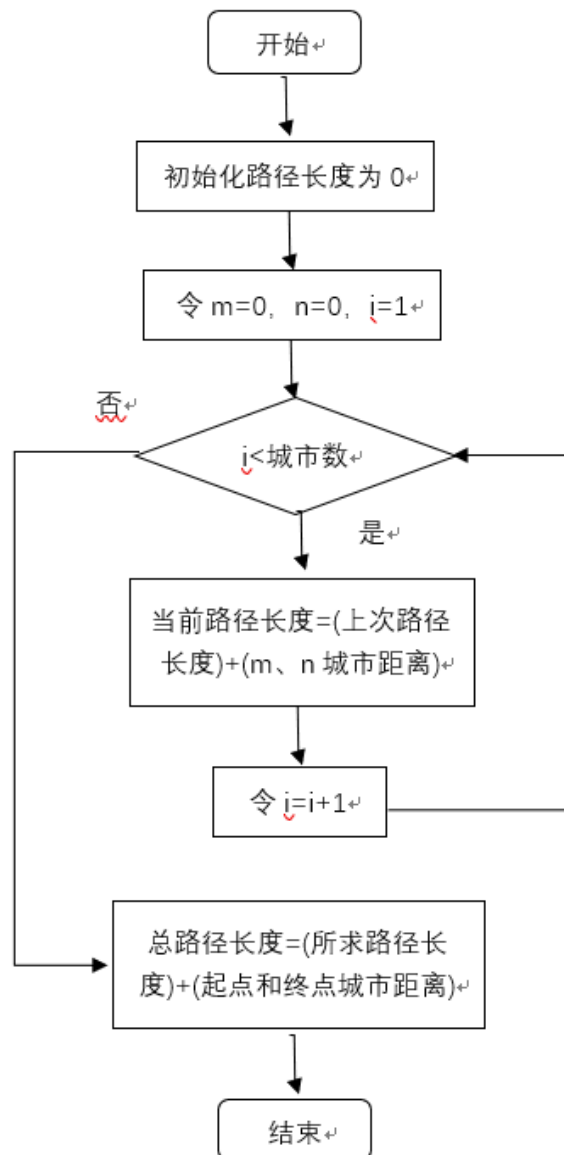 开始
初始化路径长度为 0
令 m=0, n=0, i=1
否
i<城市数
是
当前路径长度=(上次路径
长度)+(m、n 城市距离)
令 i=i+1
总路径长度=(所求路径长
度)+(起点和终点城市距离)
结束